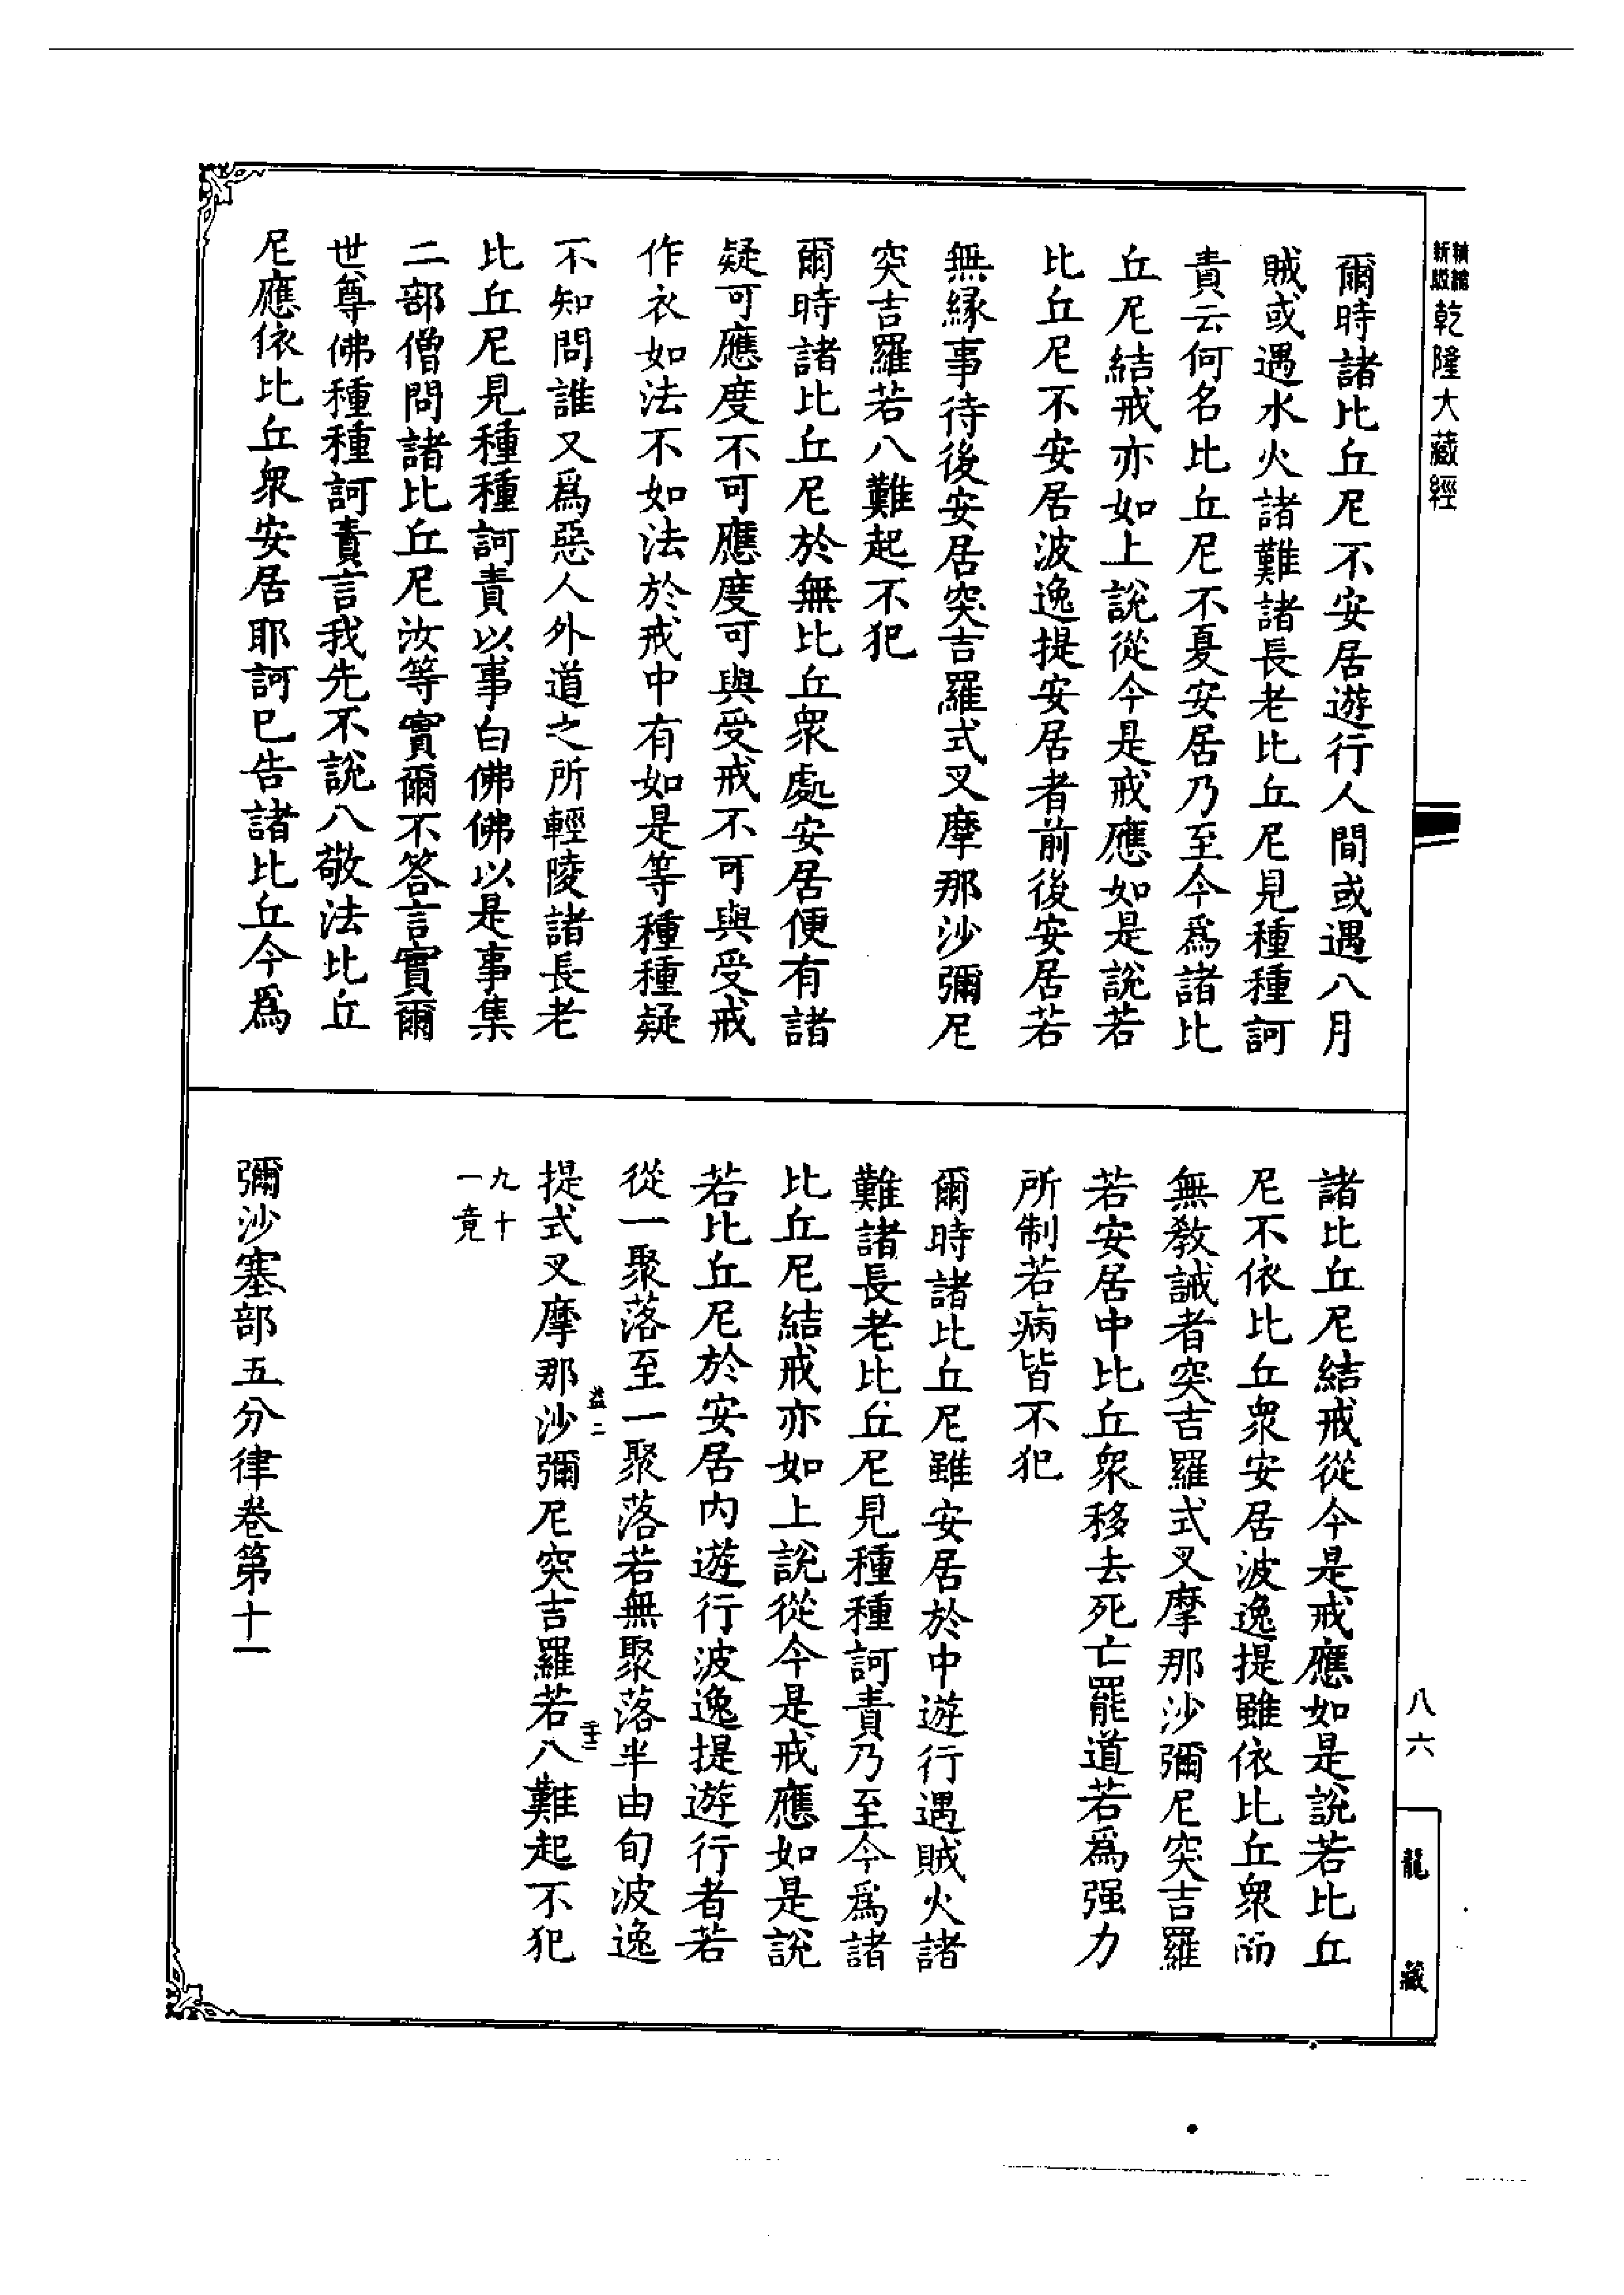 精縮新版乾隆大藏經
爾時諸比丘尼不安居遊行人間或遇八月
賊或遇水火諸難諸長老比丘尼見種種訶
責云何名比丘尼不憂安居乃至今爲諸比
丘尼結戒亦如上說從今是戒應如是說若
比丘尼不安居波逸提安居者前後安居若
無緣事待後安居突吉羅式叉摩那沙彌尼
突吉羅若八難起不犯
爾時諸比丘尼於無比丘衆處安居便有諸
疑可應度不可應度可與受戒不可與受戒
作衣如法不如法於戒中有如是等種種疑
不知問誰又爲惡人外道之所輕陵諸長老
比丘尼見種種訶責以事白佛佛以是事集
二部僧問諸比丘尼汝等實爾不答言實爾
世尊佛種種訶責言我先不說八敬法比丘
尼應依比丘衆安居耶訶已告諸比丘今爲
諸比丘尼結戒從今是戒應如是說若比丘
尼不依比丘衆安居波逸提雖依比丘衆而
無教誡者突吉羅式叉摩那沙彌尼突吉羅
若安居中比丘衆移去死亡罷道若爲强力
所制若病皆不犯
爾時諸比丘尼雖安居於中遊行遇賊火諸
難諸長老比丘尼見種種訶責乃至今爲諸
比丘尼結戒亦如上說從今是戒應如是說
若比丘尼於安居內遊行波逸提遊行者若
從一聚落至一聚落若無聚落半由旬波逸
益二
提式叉摩那沙彌尼突吉羅若八難起不犯
九十
一竟
彌沙塞部五分律卷第十一
八六
龍藏